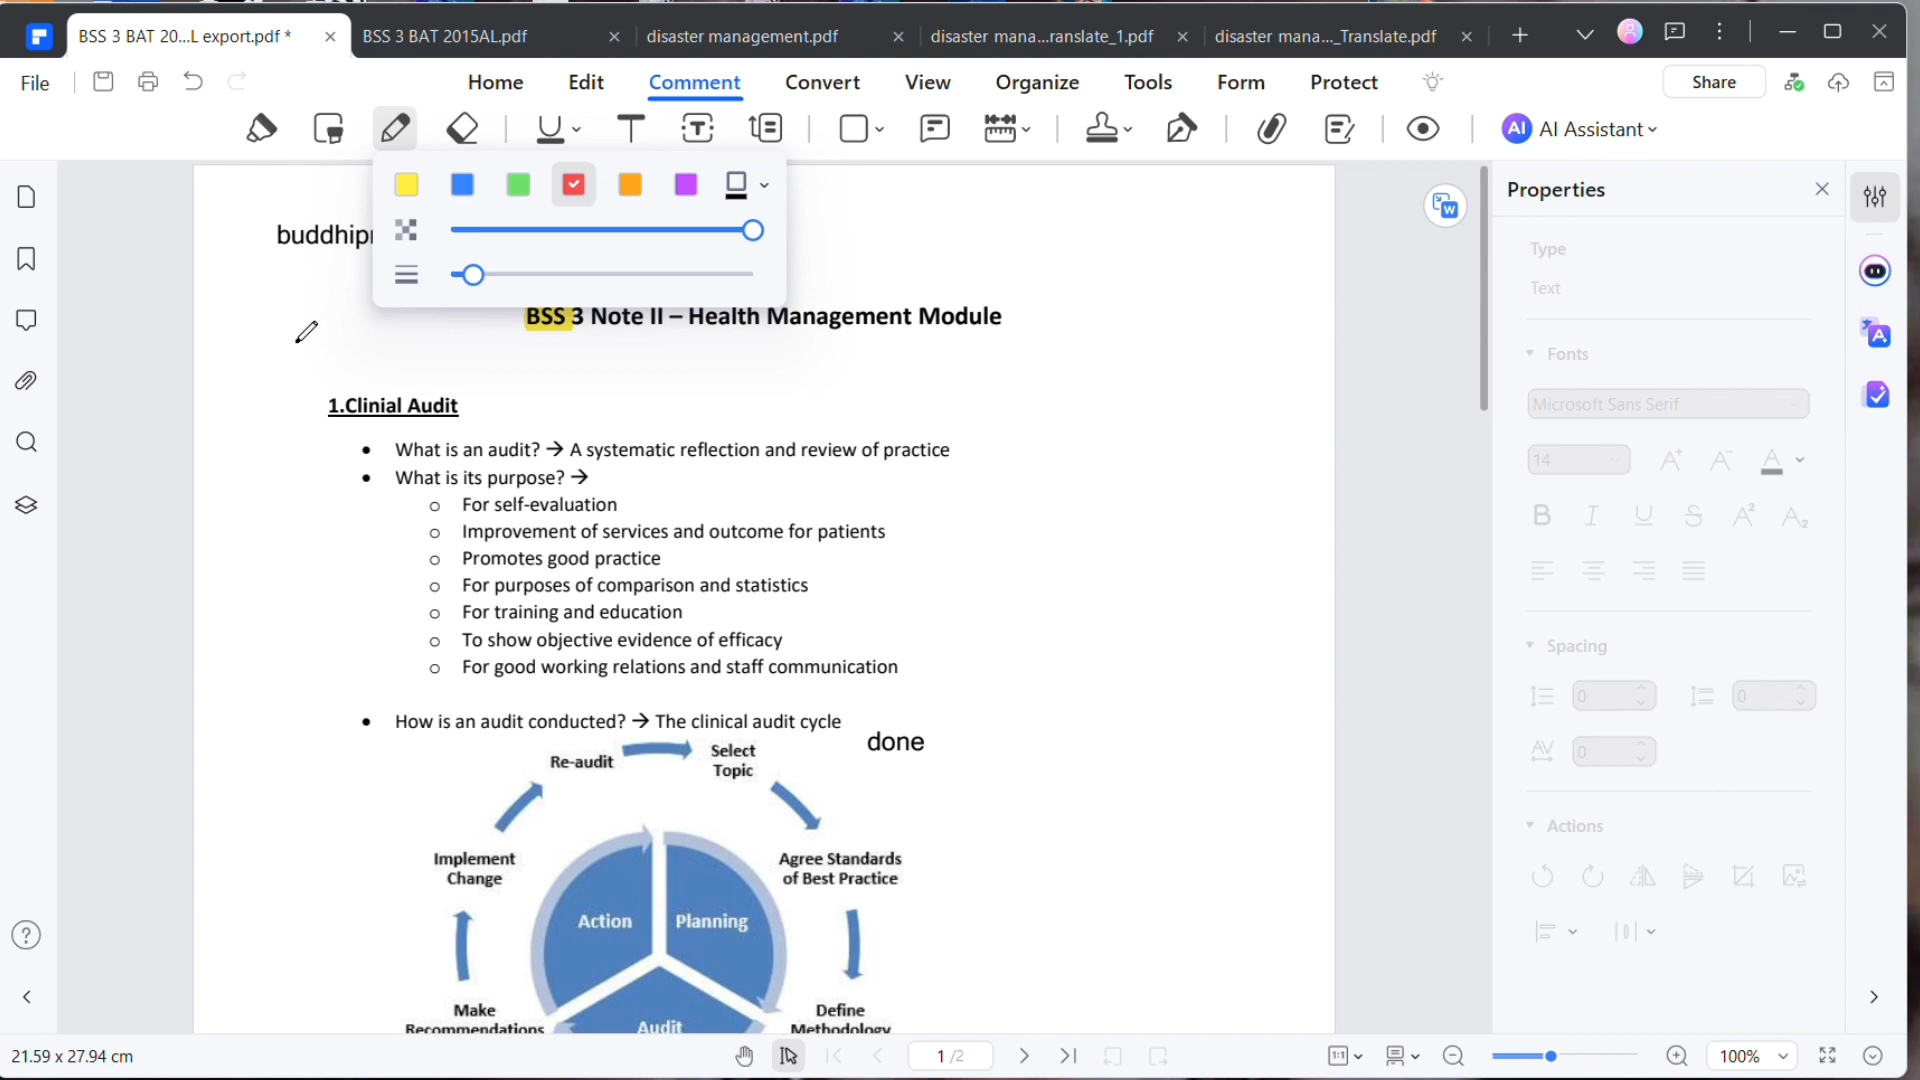 BSS 3 BAT 20...L export.pdf *
BSS 3 BAT 2015AL.pdf
disaster management.pdf
disaster mana...ranslate_1.pdf
disaster mana..._Translate.pdf
File
Home
Edit
Comment
Convert
View
Organize
Tools
Form
Protect
Share
AI Assistant
Properties
Type
Text
Fonts
Microsoft Sans Serif
14
Spacing
0
0
0
Actions
BSS 3 Note II – Health Management Module
1.Clinial Audit
• What is an audit? → A systematic reflection and review of practice
• What is its purpose? →
o For self-evaluation
o Improvement of services and outcome for patients
o Promotes good practice
o For purposes of comparison and statistics
o For training and education
o To show objective evidence of efficacy
o For good working relations and staff communication
• How is an audit conducted? → The clinical audit cycle
done
Re-audit
Select
Topic
Implement
Change
Agree Standards
of Best Practice
Action
Planning
Make
Recommendations
Audit
Define
Methodology
21.59 x 27.94 cm
1 /2
100%